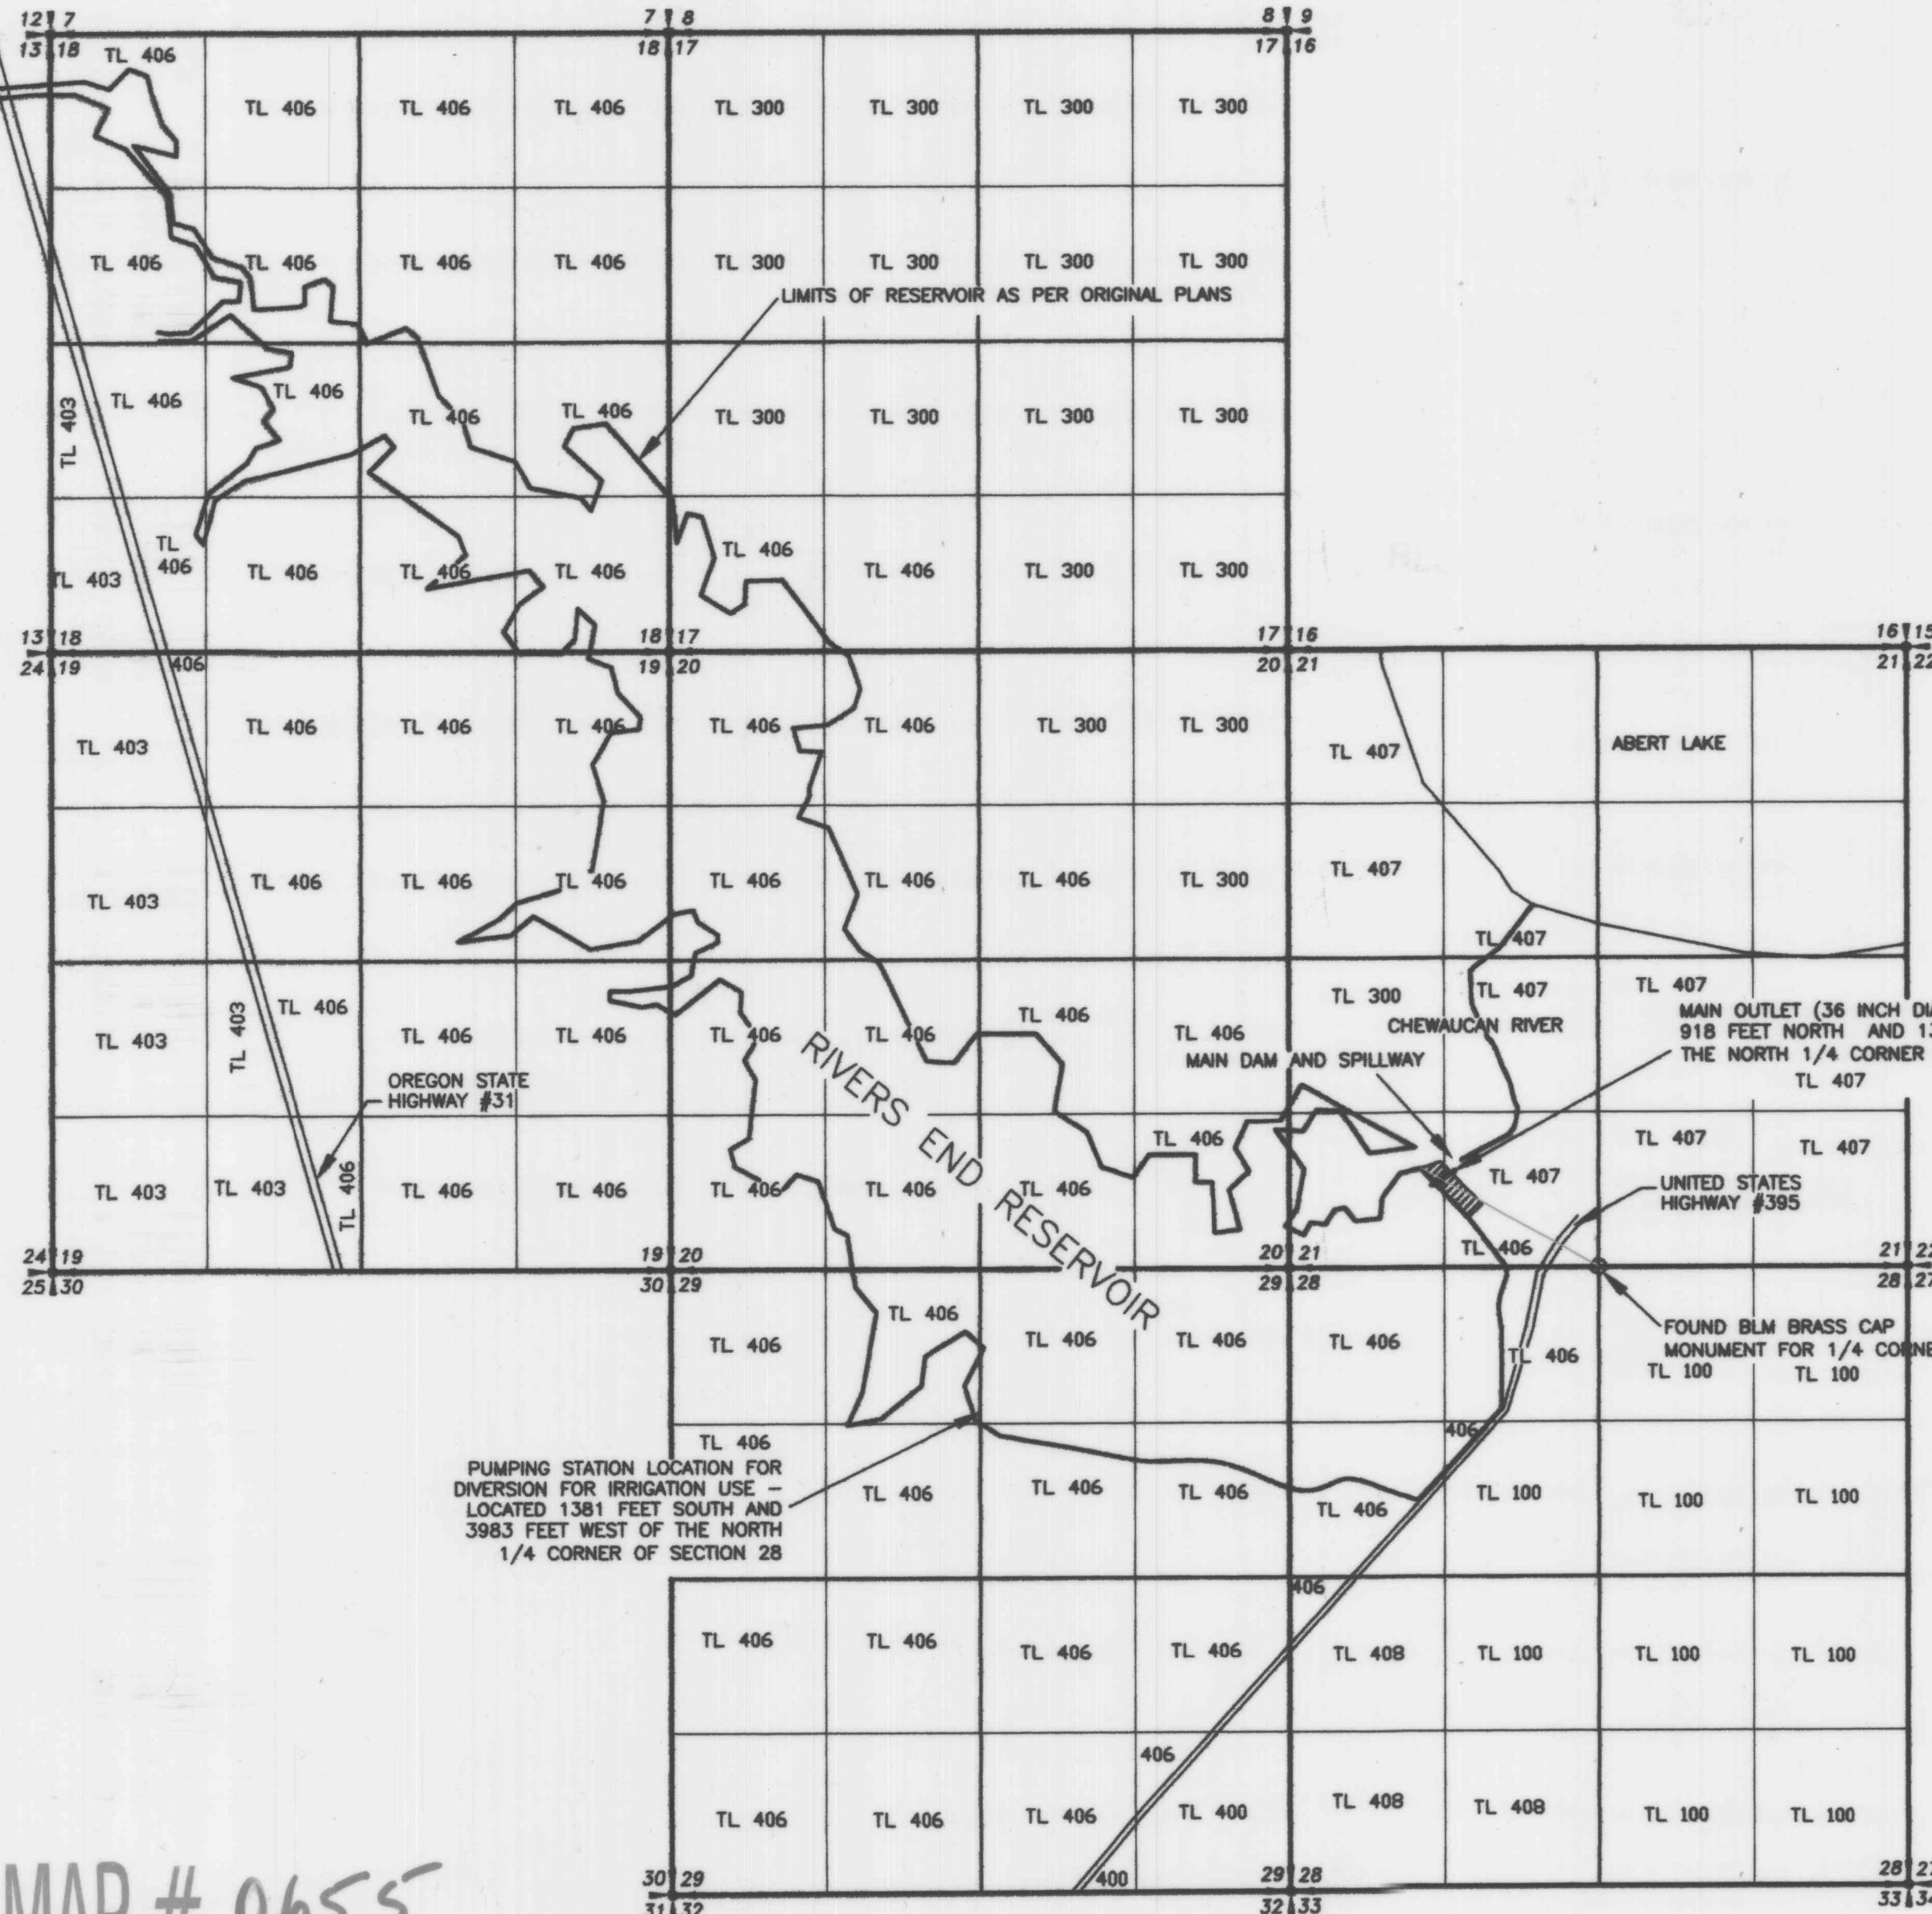 12 7
7 8
8 9
13 18
18 17
17 16
TL 406
TL 406
TL 406
TL 406
TL 300
TL 300
TL 300
TL 300
TL 406
TL 406
TL 406
TL 406
TL 300
TL 300
TL 300
TL 300
LIMITS OF RESERVOIR AS PER ORIGINAL PLANS
TL 403
TL 406
TL 406
TL 406
TL 406
TL 300
TL 300
TL 300
TL 300
TL 403
TL
406
TL 406
TL 406
TL 406
TL 406
TL 406
TL 300
TL 300
13 18
18 17
17 16
16 15
24 19
406
19 20
20 21
21 22
TL 403
TL 406
TL 406
TL 406
TL 406
TL 406
TL 300
TL 300
TL 407
ABERT LAKE
TL 403
TL 406
TL 406
TL 406
TL 406
TL 406
TL 406
TL 300
TL 407
TL 407
TL 403
TL 403
TL 406
TL 406
TL 406
TL 406
TL 406
TL 406
TL 406
TL 300
TL 407
TL 407
CHEWAUCAN RIVER
MAIN DAM AND SPILLWAY
MAIN OUTLET (36 INCH
918 FEET NORTH AND
THE NORTH 1/4 CORNER
TL 407
OREGON STATE
HIGHWAY #31
RIVERS END RESERVOIR
TL 403
TL 403
TL 406
TL 406
TL 406
TL 406
TL 406
TL 406
TL 406
TL 407
TL 407
TL 407
UNITED STATES
HIGHWAY #395
TL 406
24 19
19 20
20 21
21 22
25 30
30 29
29 28
28 27
TL 406
TL 406
TL 406
TL 406
TL 406
TL 406
FOUND BLM BRASS CAP
MONUMENT FOR 1/4
TL 100
TL 100
TL 406
406
PUMPING STATION LOCATION FOR
DIVERSION FOR IRRIGATION USE –
LOCATED 1381 FEET SOUTH AND
3983 FEET WEST OF THE NORTH
1/4 CORNER OF SECTION 28
TL 406
TL 406
TL 406
TL 406
TL 100
TL 100
TL 100
406
TL 406
TL 406
TL 406
TL 406
TL 408
TL 100
TL 100
TL 100
406
TL 406
TL 406
TL 406
TL 400
TL 408
TL 408
TL 100
TL 100
30 29
400
29 28
28 27
31 32
32 33
33 34
MAP # 0655